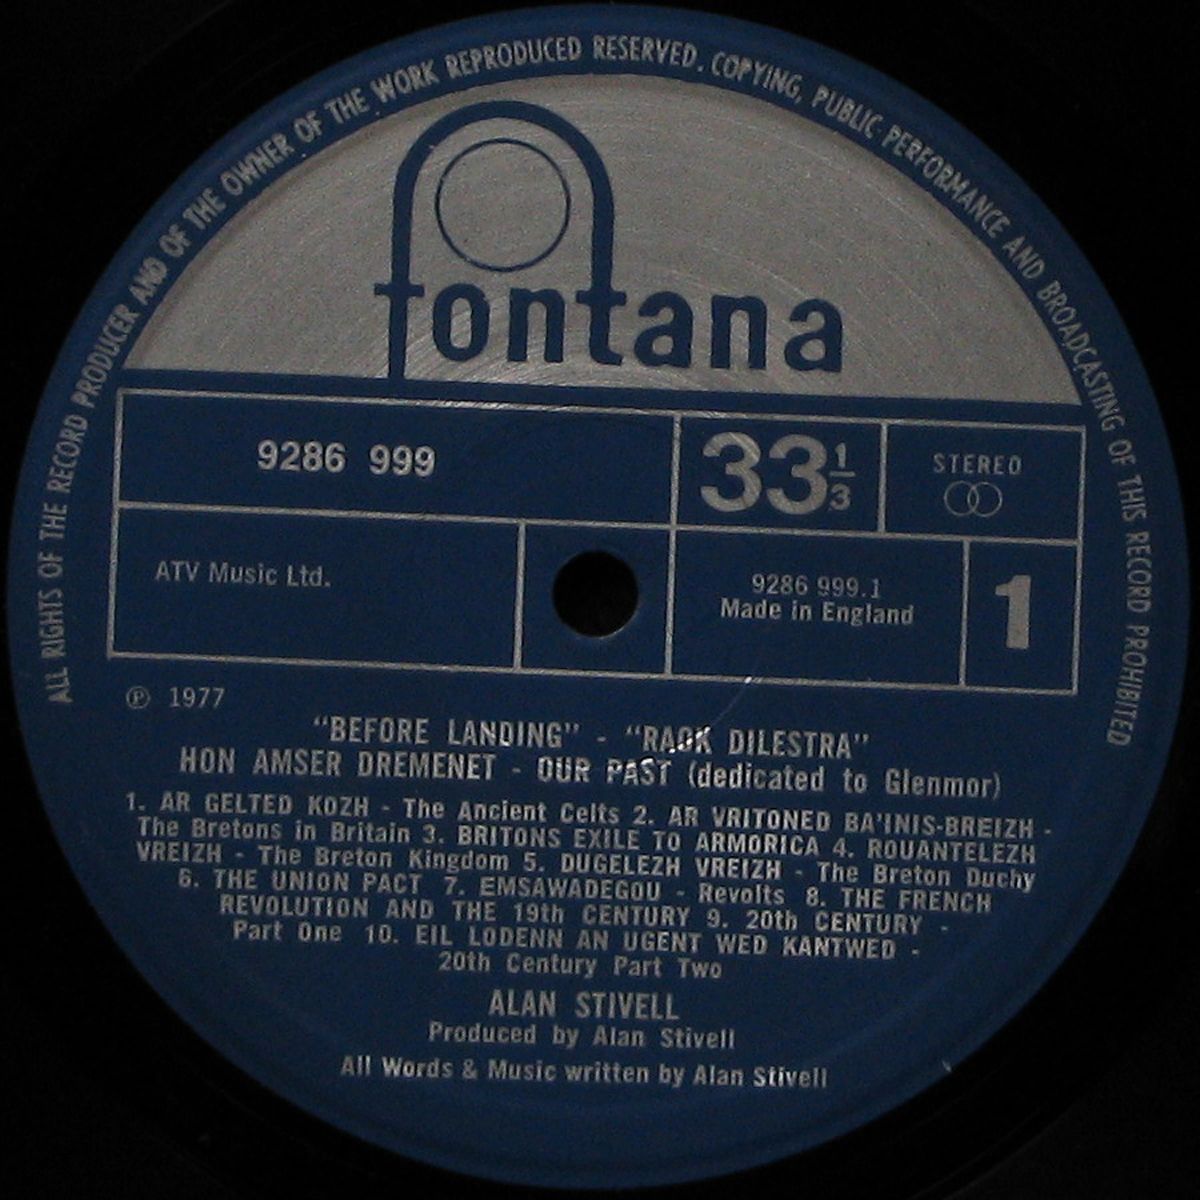 ALL RIGHTS OF THE RECORD PRODUCER AND OF THE OWNER OF THE WORK REPRODUCED RESERVED. COPYING, PUBLIC PERFORMANCE AND BROADCASTING OF THIS RECORD PROHIBITED
fontana
9286 999
33 1/3
STEREO
ATV Music Ltd.
9286 999.1
Made in England
1
℗ 1977
“BEFORE LANDING” - “RAOK DILESTRA”
HON AMSER DREMENET - OUR PAST (dedicated to Glenmor)
1. AR GELTED KOZH - The Ancient Celts 2. AR VRITONED BA'INIS-BREIZH -
The Bretons in Britain 3. BRITONS EXILE TO ARMORICA 4. ROUANTELEZH
VREIZH - The Breton Kingdom 5. DUGELEZH VREIZH - The Breton Duchy
6. THE UNION PACT 7. EMSAWADEGOU - Revolts 8. THE FRENCH
REVOLUTION AND THE 19th CENTURY 9. 20th CENTURY -
Part One 10. EIL LODENN AN UGENT WED KANTWED -
20th Century Part Two
ALAN STIVELL
Produced by Alan Stivell
All Words & Music written by Alan Stivell